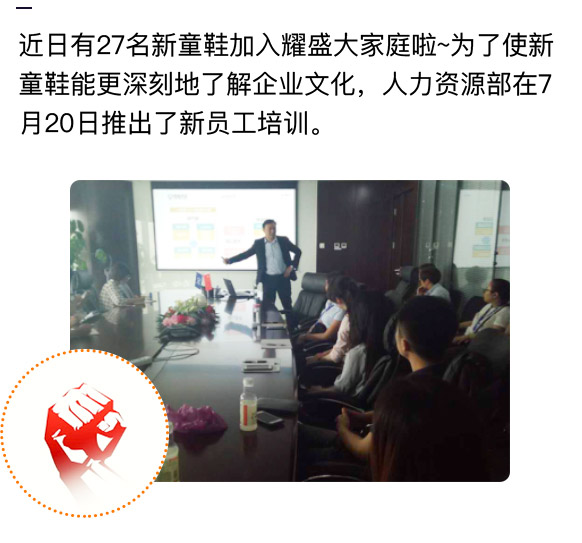 近日有27名新童鞋加入耀盛大家庭啦~为了使新
童鞋能更深刻地了解企业文化，人力资源部在7
月20日推出了新员工培训。